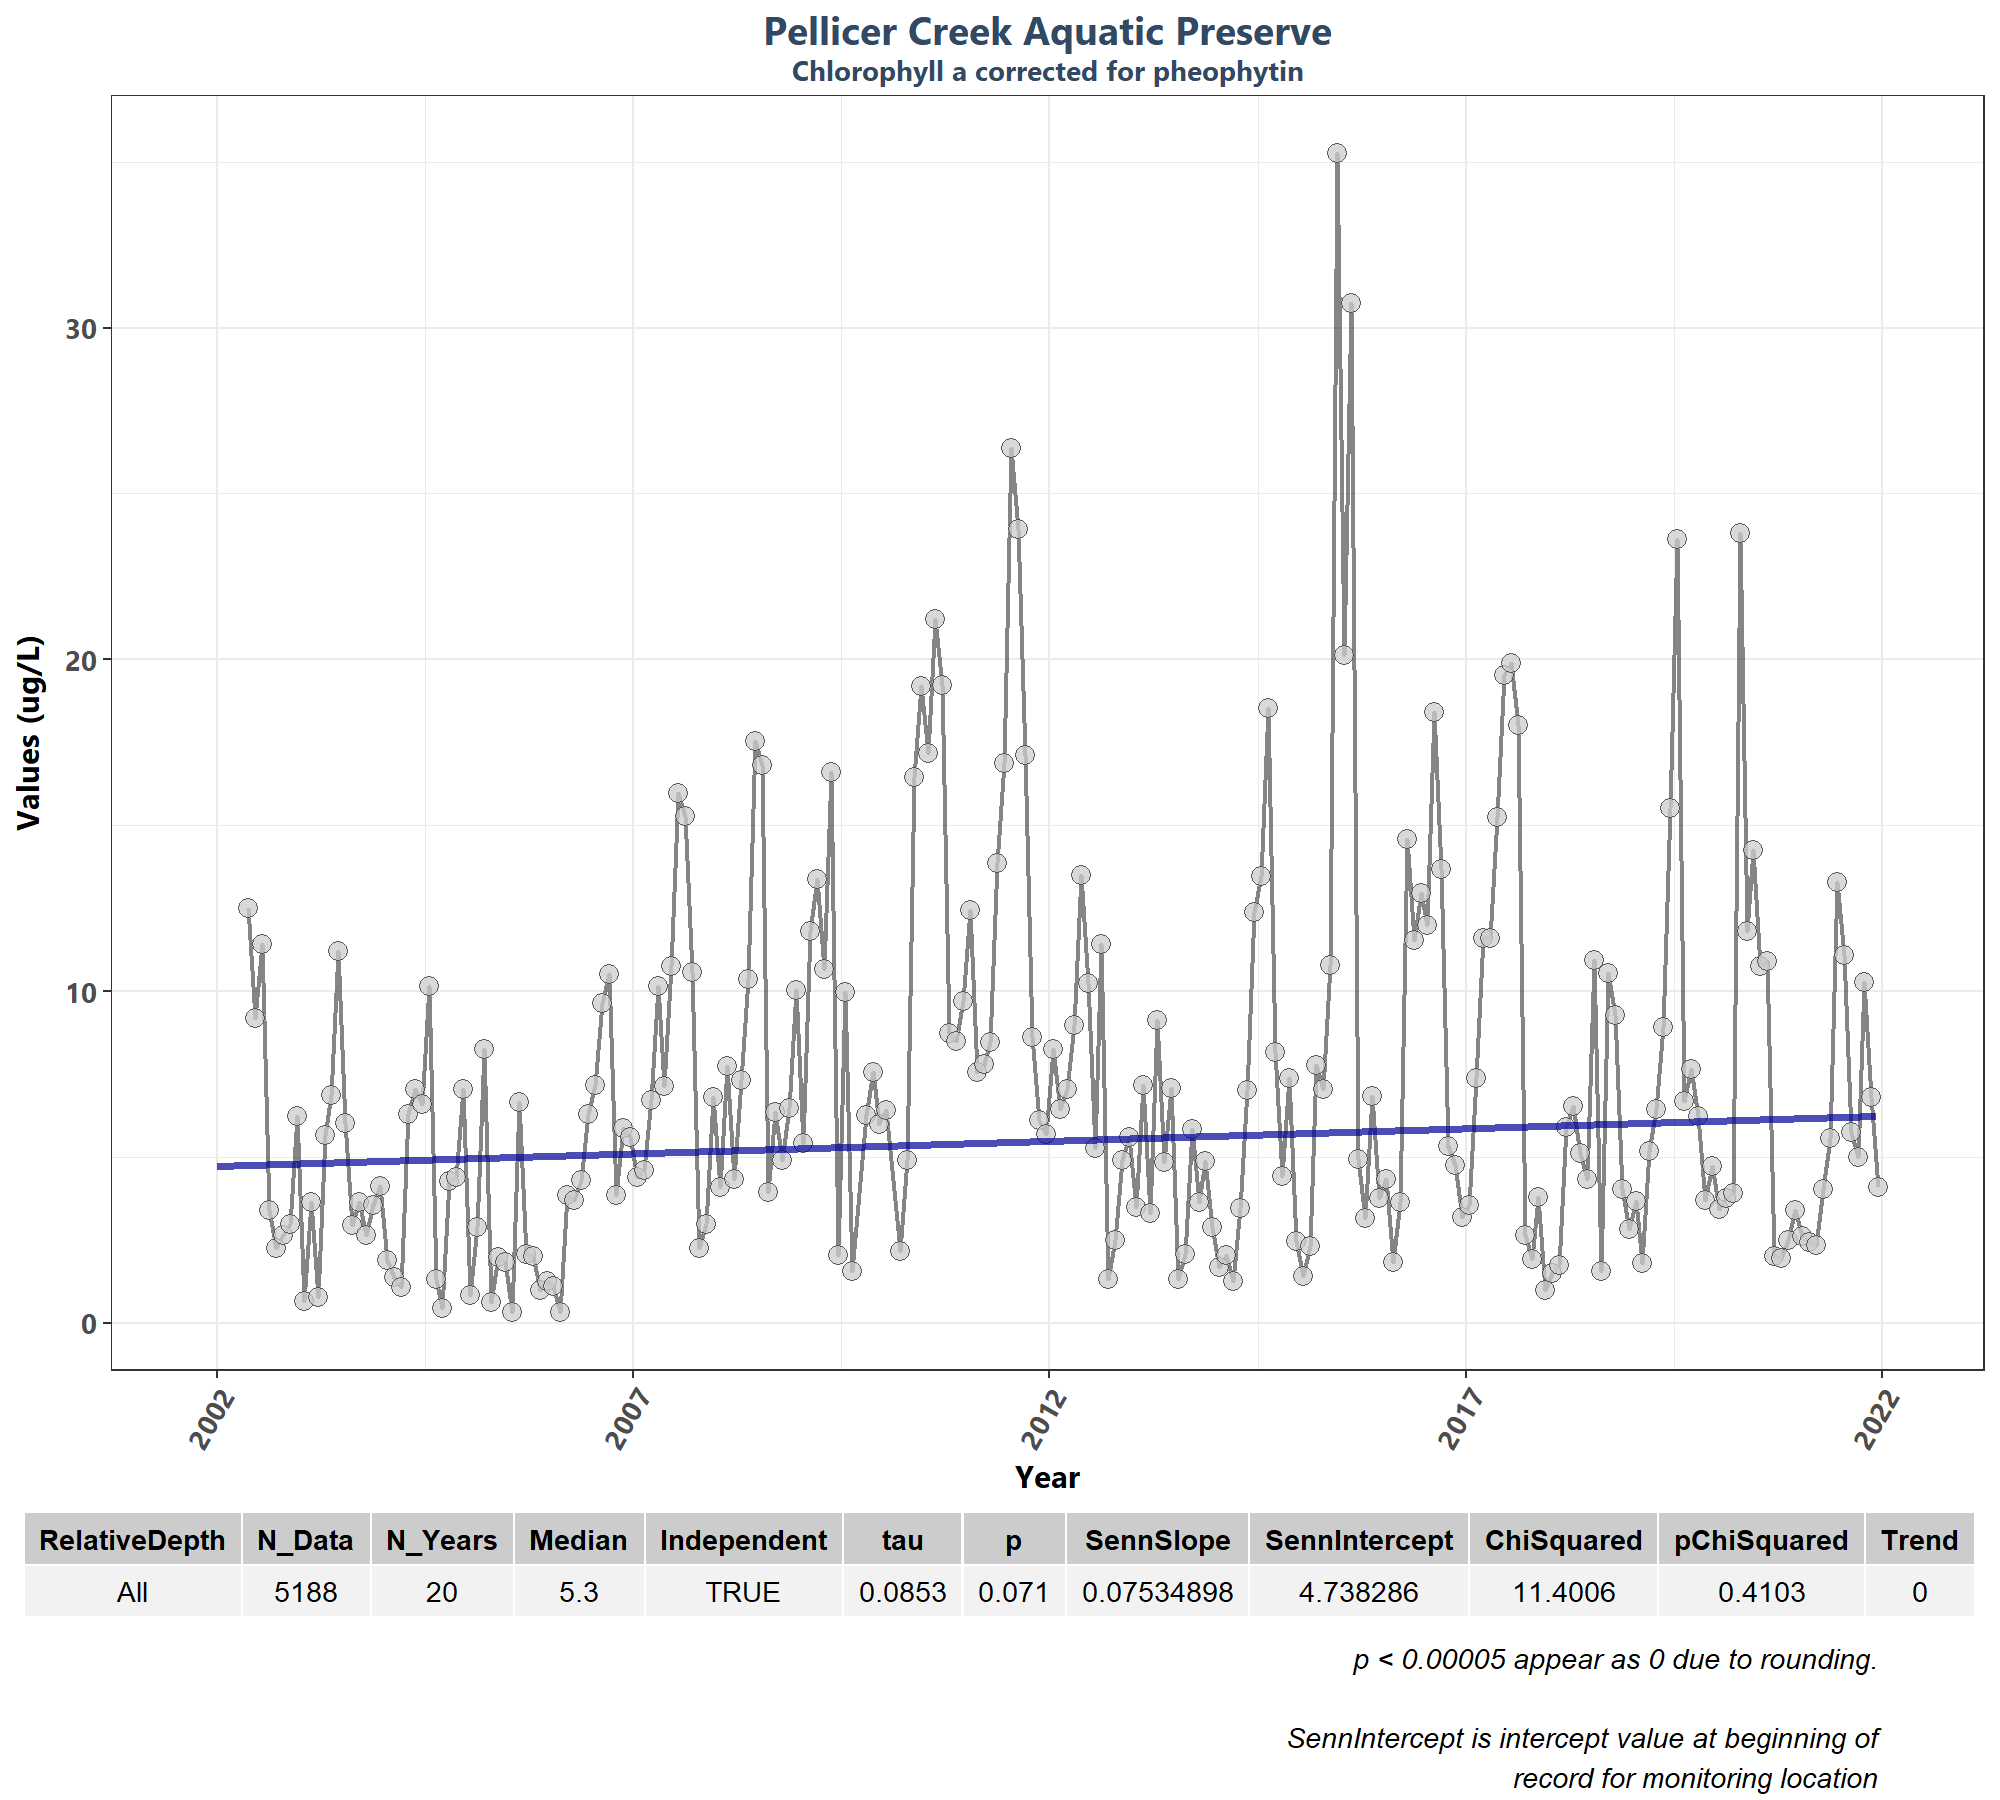 Pellicer Creek Aquatic Preserve
Chlorophyll a corrected for pheophytin
Values (ug/L)
30
20
10
0
2002 2007 2012 2017 2022
Year
RelativeDepth N_Data N_Years Median Independent tau p SennSlope SennIntercept ChiSquared pChiSquared Trend
All 5188 20 5.3 TRUE 0.0853 0.071 0.07534898 4.738286 11.4006 0.4103 0
p < 0.00005 appear as 0 due to rounding.
SennIntercept is intercept value at beginning of
record for monitoring location